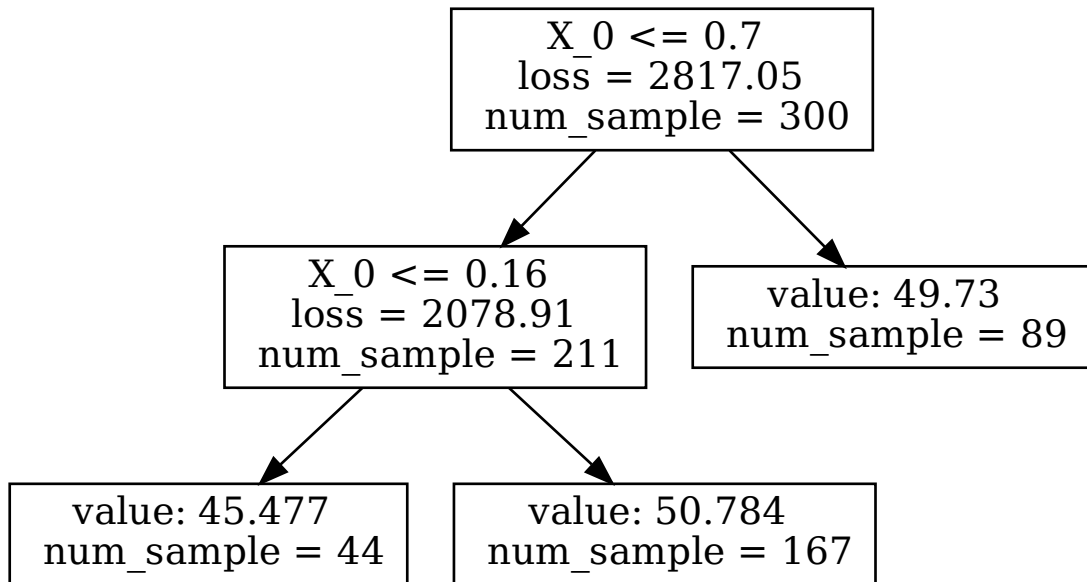 X_0 <= 0.7
loss = 2817.05
num_sample = 300
X_0 <= 0.16
loss = 2078.91
num_sample = 211
value: 49.73
num_sample = 89
value: 45.477
num_sample = 44
value: 50.784
num_sample = 167